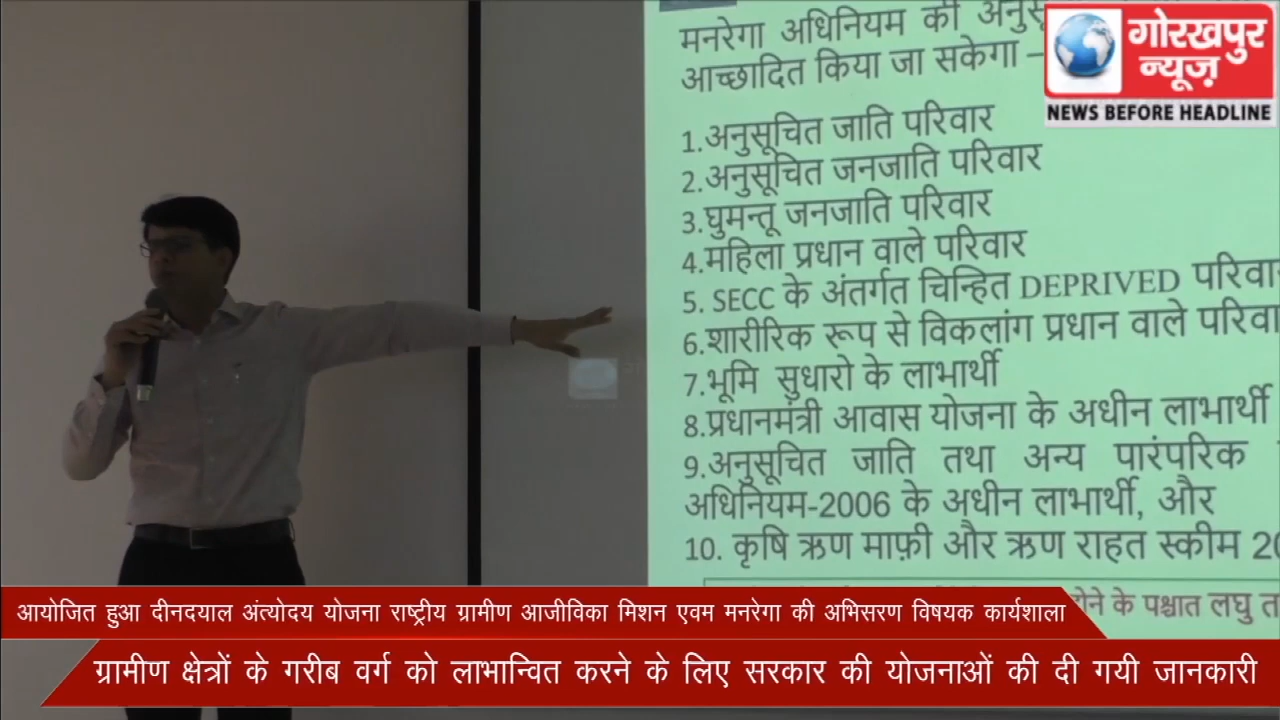 मनरेगा अधिनियम की
आच्छादित किया जा सकेगा –
1.अनुसूचित जाति परिवार
2.अनुसूचित जनजाति परिवार
3.घुमन्तू जनजाति परिवार
4.महिला प्रधान वाले परिवार
5. SECC के अंतर्गत चिन्हित DEPRIVED
6.शारीरिक रूप से विकलांग प्रधान वाले
7.भूमि सुधारो के लाभार्थी
8.प्रधानमंत्री आवास योजना के अधीन लाभार्थी
9.अनुसूचित जाति तथा अन्य पारंपरिक
अधिनियम-2006 के अधीन लाभार्थी, और
10. कृषि ऋण माफ़ी और ऋण राहत स्कीम
के पश्चात लघु
गोरखपुर
न्यूज़
NEWS BEFORE HEADLINE
आयोजित हुआ दीनदयाल अंत्योदय योजना राष्ट्रीय ग्रामीण आजीविका मिशन एवम मनरेगा की अभिसरण विषयक कार्यशाला
ग्रामीण क्षेत्रों के गरीब वर्ग को लाभान्वित करने के लिए सरकार की योजनाओं की दी गयी जानकारी